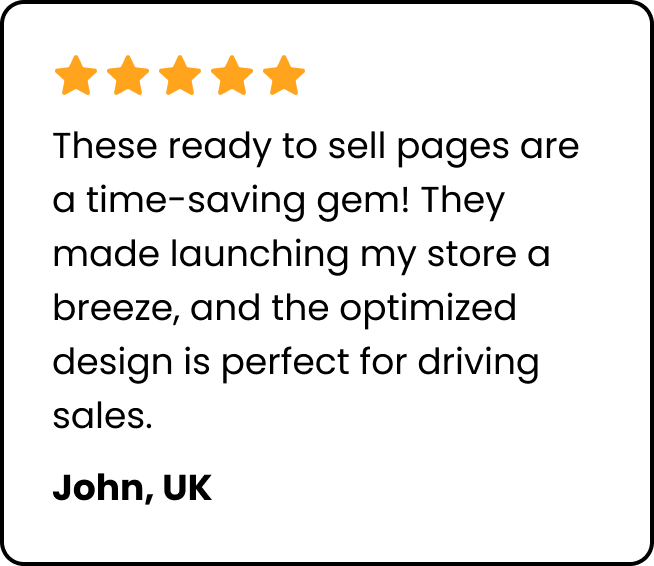 These ready to sell pages are
a time-saving gem! They
made launching my store a
breeze, and the optimized
design is perfect for driving
sales.
John, UK